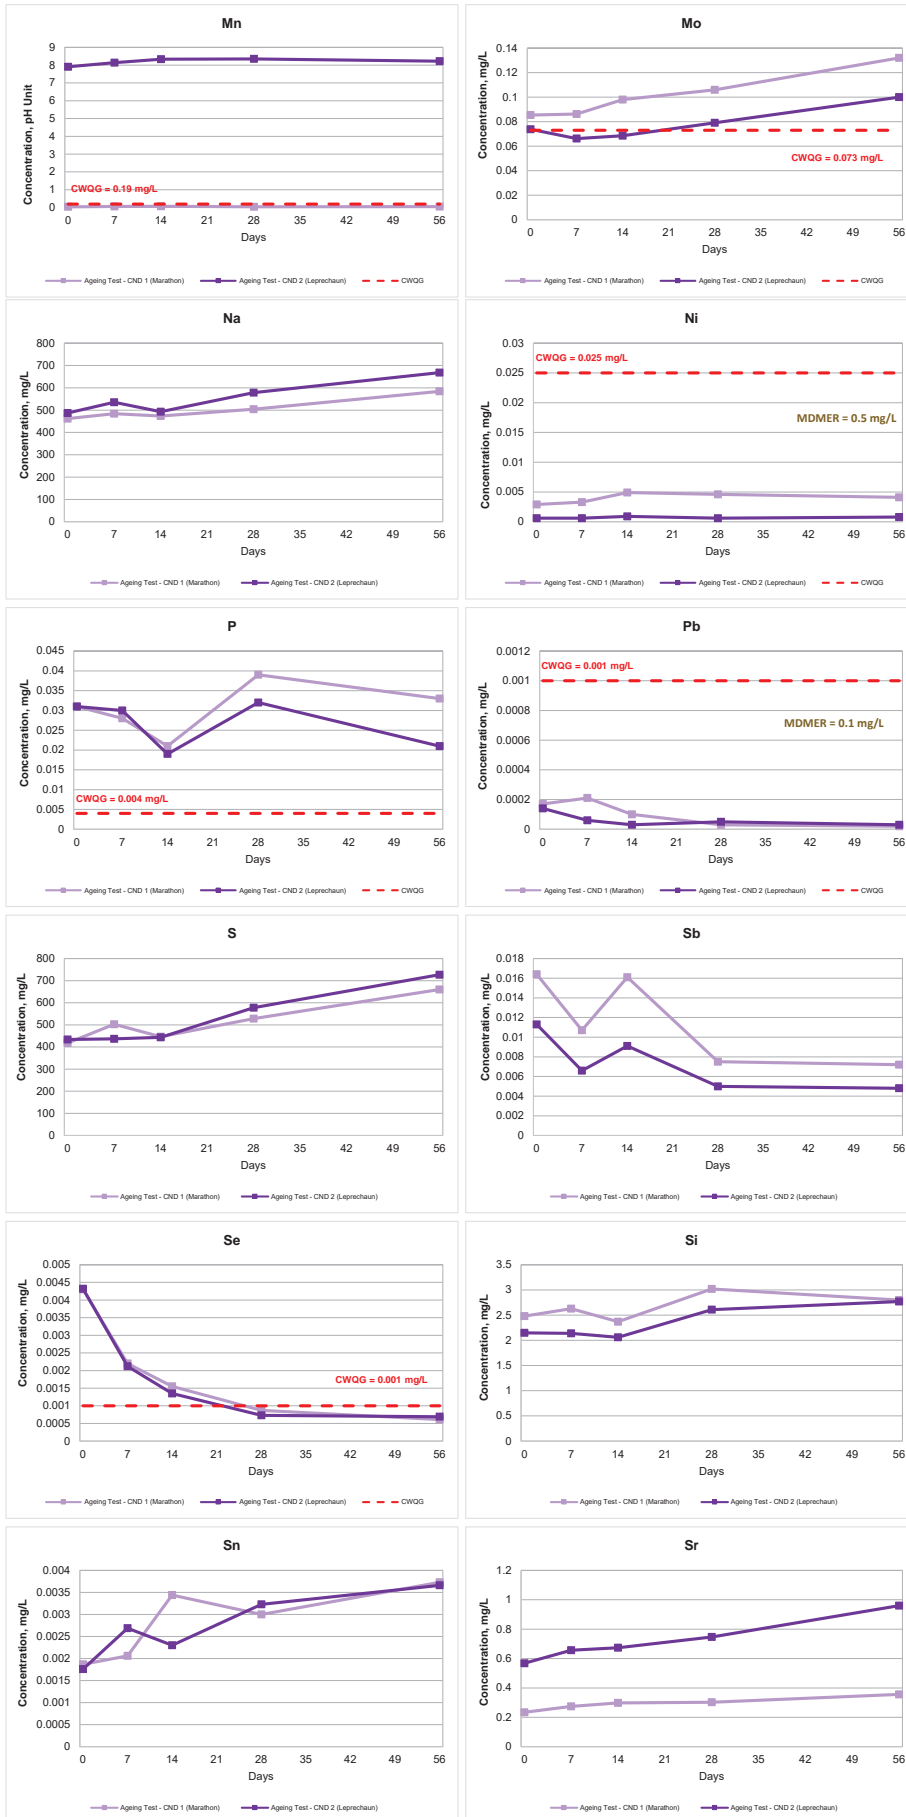 Mn
Concentration, pH Unit
9
8
7
6
5
4
3
2
1
0
CWQG = 0.19 mg/L
0 7 14 21 28 35 42 49 56
Days
Ageing Test - CND 1 (Marathon) Ageing Test - CND 2 (Leprechaun) CWQG
Mo
Concentration, mg/L
0.14
0.12
0.1
0.08
0.06
0.04
0.02
0
CWQG = 0.073 mg/L
0 7 14 21 28 35 42 49 56
Days
Ageing Test - CND 1 (Marathon) Ageing Test - CND 2 (Leprechaun) CWQG
Na
Concentration, mg/L
800
700
600
500
400
300
200
100
0
0 7 14 21 28 35 42 49 56
Days
Ageing Test - CND 1 (Marathon) Ageing Test - CND 2 (Leprechaun)
Ni
Concentration, mg/L
0.03
0.025
0.02
0.015
0.01
0.005
0
CWQG = 0.025 mg/L
MDMER = 0.5 mg/L
0 7 14 21 28 35 42 49 56
Days
Ageing Test - CND 1 (Marathon) Ageing Test - CND 2 (Leprechaun) CWQG
P
Concentration, mg/L
0.045
0.04
0.035
0.03
0.025
0.02
0.015
0.01
0.005
0
CWQG = 0.004 mg/L
0 7 14 21 28 35 42 49 56
Days
Ageing Test - CND 1 (Marathon) Ageing Test - CND 2 (Leprechaun) CWQG
Pb
Concentration, mg/L
0.0012
0.001
0.0008
0.0006
0.0004
0.0002
0
CWQG = 0.001 mg/L
MDMER = 0.1 mg/L
0 7 14 21 28 35 42 49 56
Days
Ageing Test - CND 1 (Marathon) Ageing Test - CND 2 (Leprechaun) CWQG
S
Concentration, mg/L
800
700
600
500
400
300
200
100
0
0 7 14 21 28 35 42 49 56
Days
Ageing Test - CND 1 (Marathon) Ageing Test - CND 2 (Leprechaun)
Sb
Concentration, mg/L
0.018
0.016
0.014
0.012
0.01
0.008
0.006
0.004
0.002
0
0 7 14 21 28 35 42 49 56
Days
Ageing Test - CND 1 (Marathon) Ageing Test - CND 2 (Leprechaun)
Se
Concentration, mg/L
0.005
0.0045
0.004
0.0035
0.003
0.0025
0.002
0.0015
0.001
0.0005
0
CWQG = 0.001 mg/L
0 7 14 21 28 35 42 49 56
Days
Ageing Test - CND 1 (Marathon) Ageing Test - CND 2 (Leprechaun) CWQG
Si
Concentration, mg/L
3.5
3
2.5
2
1.5
1
0.5
0
0 7 14 21 28 35 42 49 56
Days
Ageing Test - CND 1 (Marathon) Ageing Test - CND 2 (Leprechaun)
Sn
Concentration, mg/L
0.004
0.0035
0.003
0.0025
0.002
0.0015
0.001
0.0005
0
0 7 14 21 28 35 42 49 56
Days
Ageing Test - CND 1 (Marathon) Ageing Test - CND 2 (Leprechaun)
Sr
Concentration, mg/L
1.2
1
0.8
0.6
0.4
0.2
0
0 7 14 21 28 35 42 49 56
Days
Ageing Test - CND 1 (Marathon) Ageing Test - CND 2 (Leprechaun)